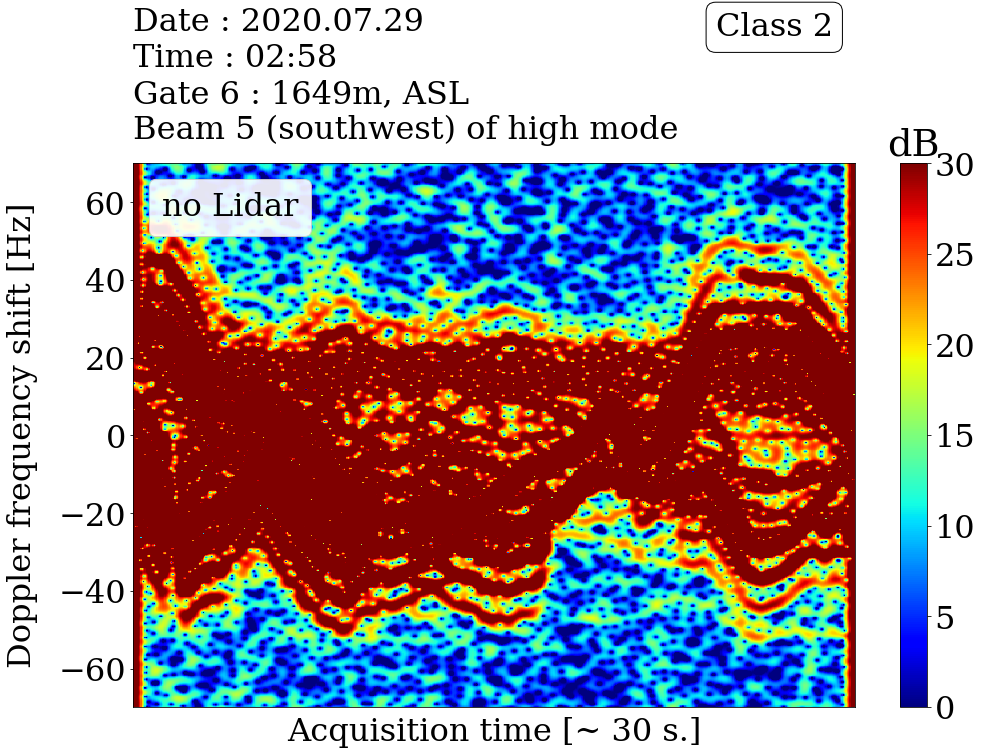 Date : 2020.07.29
Time : 02:58
Gate 6 : 1649m, ASL
Beam 5 (southwest) of high mode
Class 2
dB
no Lidar
Doppler frequency shift [Hz]
60
40
20
0
−20
−40
−60
30
25
20
15
10
5
0
Acquisition time [~ 30 s.]